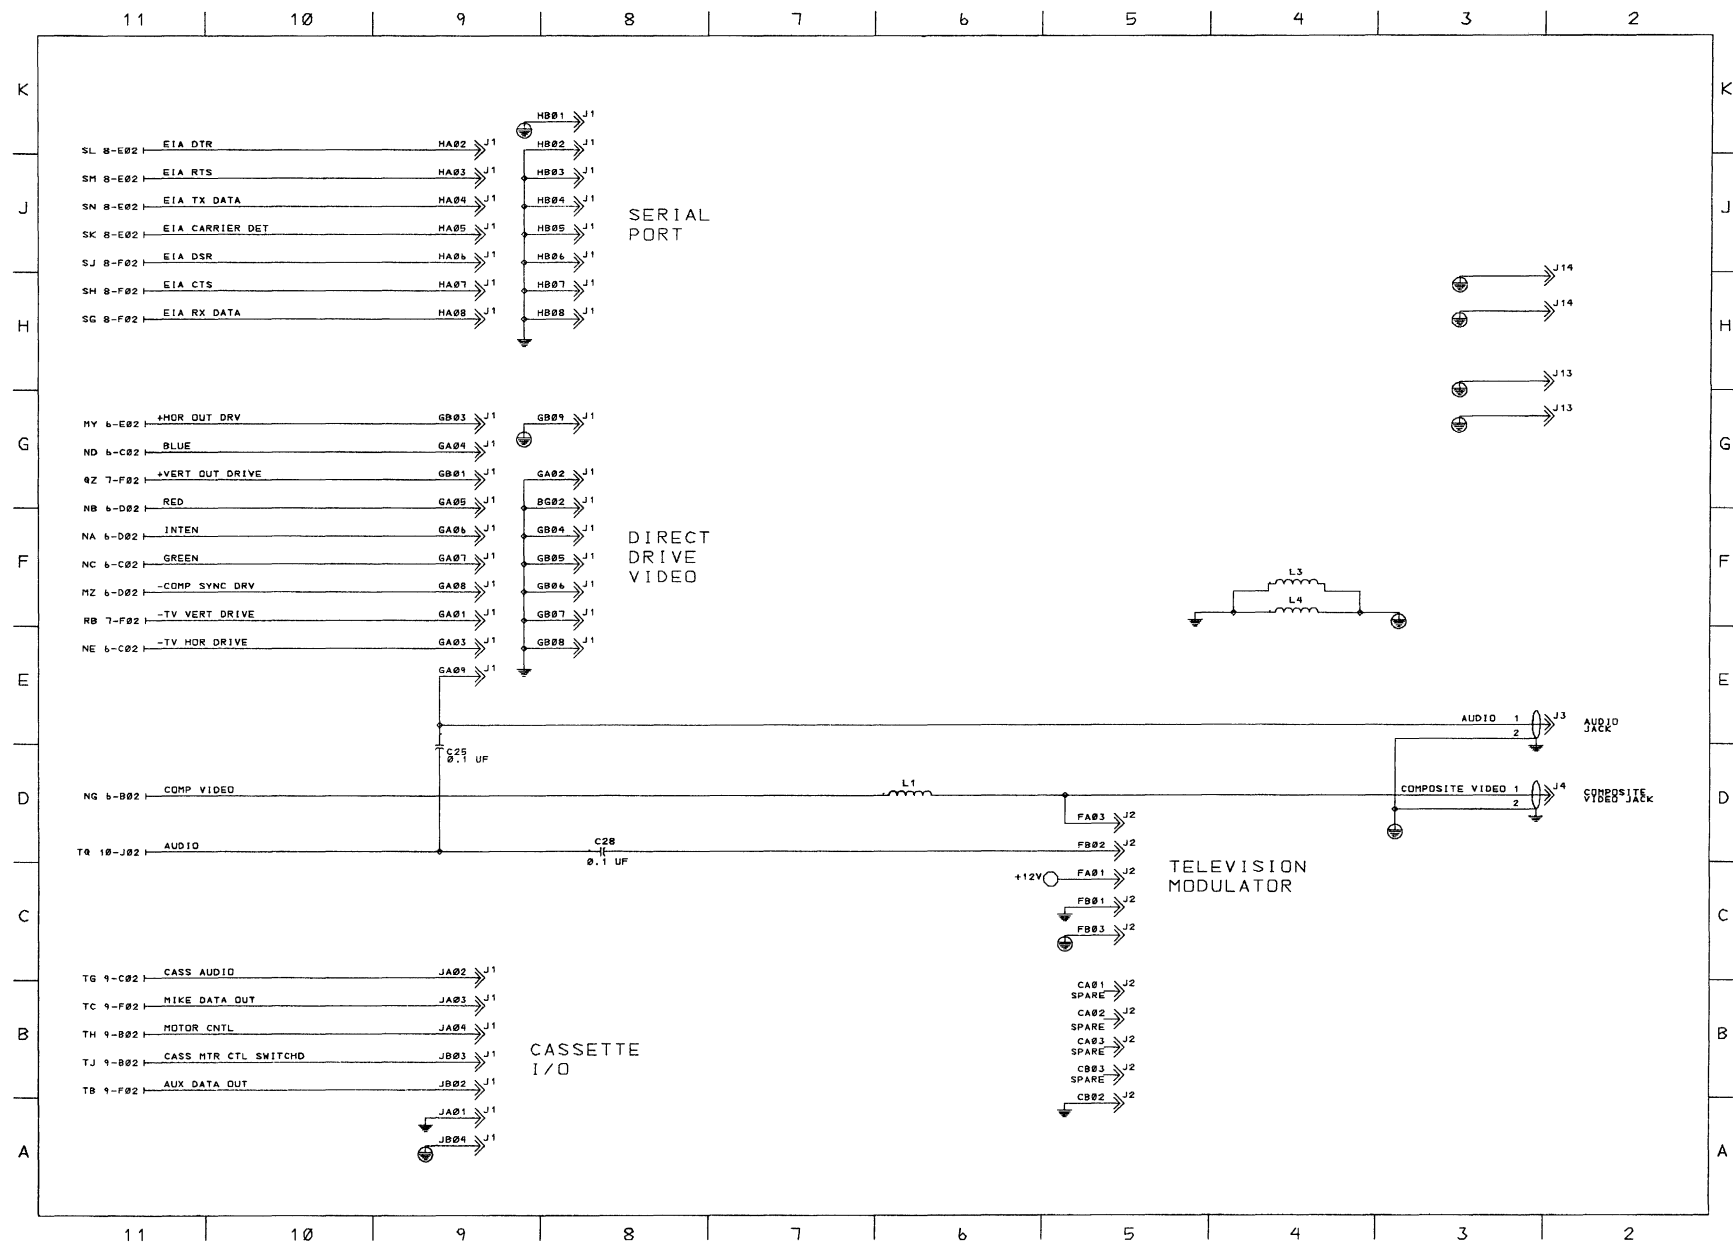 11 10 9 8 7 6 5 4 3 2
K K
HB01 J1
SL 8-E02 EIA DTR HA02 J1 HB02 J1
SM 8-E02 EIA RTS HA03 J1 HB03 J1
J J
SN 8-E02 EIA TX DATA HA04 J1 HB04 J1
SERIAL
PORT
SK 8-E02 EIA CARRIER DET HA05 J1 HB05 J1
SJ 8-F02 EIA DSR HA06 J1 HB06 J1
J14
SH 8-F02 EIA CTS HA07 J1 HB07 J1
J14
SG 8-F02 EIA RX DATA HA08 J1 HB08 J1
H H
J13
J13
MY 6-E02 +HOR OUT DRV GB03 J1 GB09 J1
G G
ND 6-C02 BLUE GA04 J1
QZ 7-F02 +VERT OUT DRIVE GB01 J1 GA02 J1
NB 6-D02 RED GA05 J1 BG02 J1
NA 6-D02 INTEN GA06 J1 GB04 J1
DIRECT
DRIVE
VIDEO
F F
NC 6-C02 GREEN GA07 J1 GB05 J1
L3
MZ 6-D02 -COMP SYNC DRV GA08 J1 GB06 J1
L4
RB 7-F02 -TV VERT DRIVE GA01 J1 GB07 J1
NE 6-C02 -TV HOR DRIVE GA03 J1 GB08 J1
GA09 J1
E E
AUDIO 1 J3 AUDIO
JACK
2
C25
0.1 UF
NG 6-B02 COMP VIDEO L1 COMPOSITE VIDEO 1 J4 COMPOSITE
VIDEO JACK
2
D D
FA03 J2
TQ 10-J02 AUDIO C28
0.1 UF
FB02 J2
TELEVISION
MODULATOR
+12V FA01 J2
FB01 J2
C C
FB03 J2
TG 9-C02 CASS AUDIO JA02 J1
CA01 J2
SPARE
TC 9-F02 MIKE DATA OUT JA03 J1
CA02 J2
SPARE
TH 9-B02 MOTOR CNTL JA04 J1
B B
CA03 J2
SPARE
CASSETTE
I/O
TJ 9-B02 CASS MTR CTL SWITCHD JB03 J1
CB03 J2
SPARE
TB 9-F02 AUX DATA OUT JB02 J1
CB02 J2
JA01 J1
JB04 J1
A A
11 10 9 8 7 6 5 4 3 2